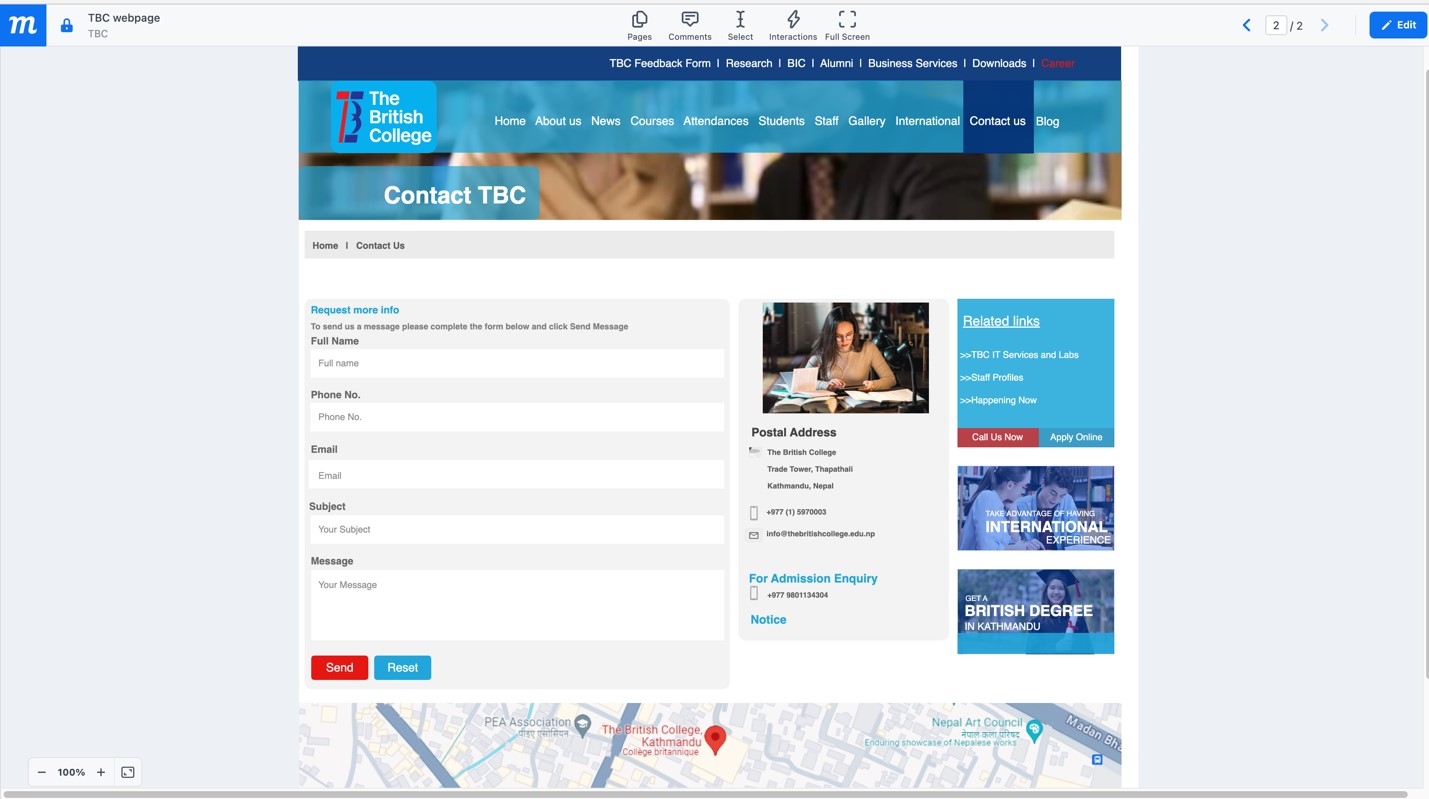 m
TBC webpage
TBC
Pages
Comments
Select
Interactions
Full Screen
2 / 2
Edit
TBC Feedback Form | Research | BIC | Alumni | Business Services | Downloads | Career
The
British
College
Home About us News Courses Attendances Students Staff Gallery International Contact us Blog
Contact TBC
Home | Contact Us
Request more info
To send us a message please complete the form below and click Send Message
Full Name
Full name
Phone No.
Phone No.
Email
Email
Subject
Your Subject
Message
Your Message
Send Reset
Postal Address
The British College
Trade Tower, Thapathali
Kathmandu, Nepal
+977 (1) 5970003
info@thebritishcollege.edu.np
For Admission Enquiry
+977 9801134304
Notice
Related links
>>TBC IT Services and Labs
>>Staff Profiles
>>Happening Now
Call Us Now Apply Online
TAKE ADVANTAGE OF HAVING
INTERNATIONAL
EXPERIENCE
GET A
BRITISH DEGREE
IN KATHMANDU
PEA Association
पिइए एसोसियन
The British College,
Kathmandu
Collège britannique
Nepal Art Council
नेपाल कला परिषद
Enduring showcase of Nepalese works
Madan Bha
100%